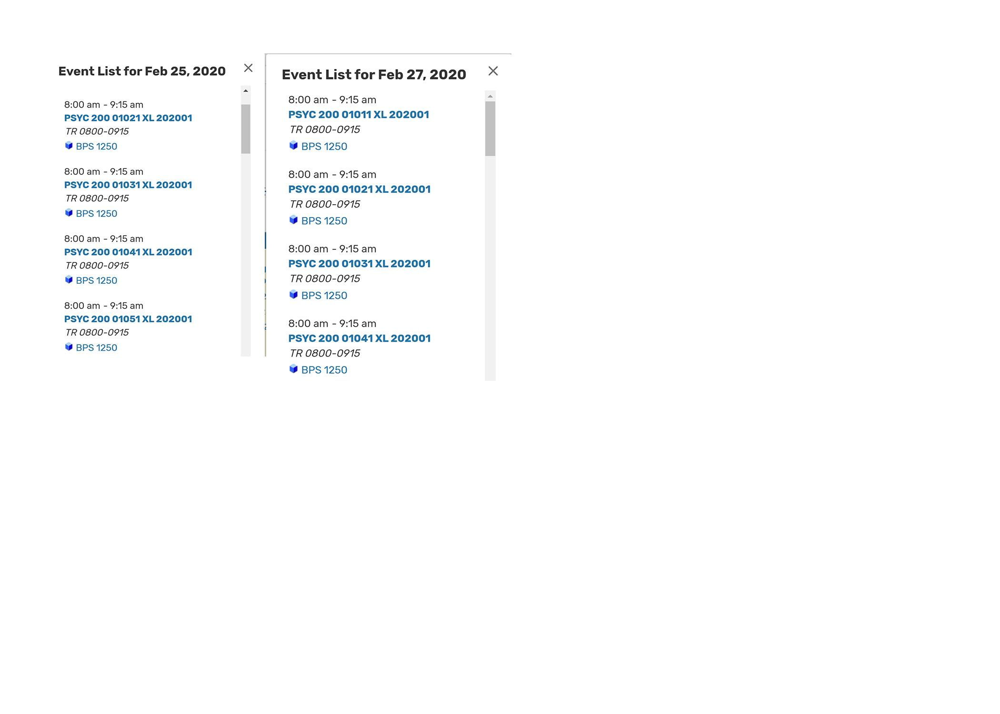 Event List for Feb 25, 2020
8:00 am - 9:15 am
PSYC 200 01021 XL 202001
TR 0800-0915
BPS 1250
8:00 am - 9:15 am
PSYC 200 01031 XL 202001
TR 0800-0915
BPS 1250
8:00 am - 9:15 am
PSYC 200 01041 XL 202001
TR 0800-0915
BPS 1250
8:00 am - 9:15 am
PSYC 200 01051 XL 202001
TR 0800-0915
BPS 1250
Event List for Feb 27, 2020
8:00 am - 9:15 am
PSYC 200 01011 XL 202001
TR 0800-0915
BPS 1250
8:00 am - 9:15 am
PSYC 200 01021 XL 202001
TR 0800-0915
BPS 1250
8:00 am - 9:15 am
PSYC 200 01031 XL 202001
TR 0800-0915
BPS 1250
8:00 am - 9:15 am
PSYC 200 01041 XL 202001
TR 0800-0915
BPS 1250